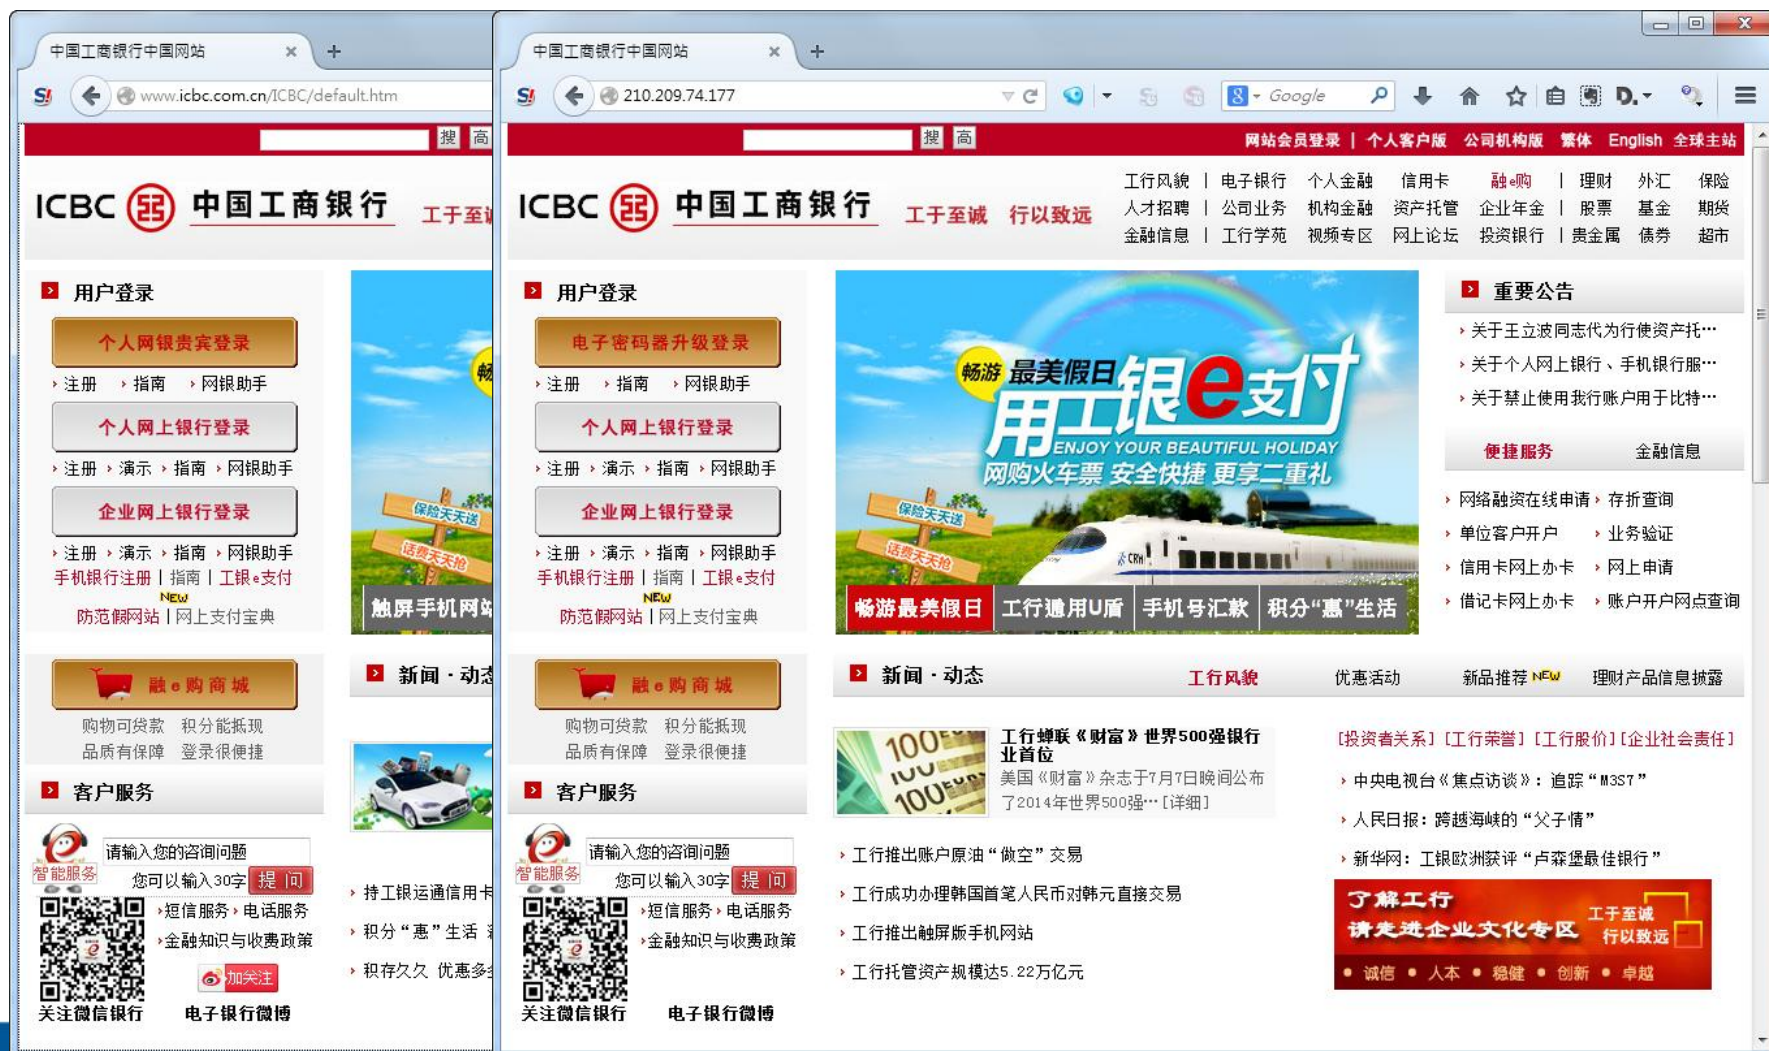 中国工商银行中国网站
www.icbc.com.cn/ICBC/default.htm
搜 高
ICBC 中国工商银行
工于至诚
用户登录
个人网银贵宾登录
注册 指南 网银助手
个人网上银行登录
注册 演示 指南 网银助手
企业网上银行登录
注册 演示 指南 网银助手
手机银行注册 | 指南 | 工银e支付
NEW
防范假网站 | 网上支付宝典
保险天天送
话费天天抢
触屏手机网站
融e购商城
购物可贷款 积分能抵现
品质有保障 登录很便捷
新闻·动态
客户服务
请输入您的咨询问题
智能服务 您可以输入30字 提问
短信服务 电话服务
金融知识与收费政策
加关注
关注微信银行 电子银行微博
持工银运通信用卡
积分“惠”生活
积存久久 优惠多多
中国工商银行中国网站
210.209.74.177
Google
搜 高
网站会员登录 | 个人客户版 公司机构版 繁体 English 全球主站
ICBC 中国工商银行
工于至诚 行以致远
工行风貌 | 电子银行 个人金融 信用卡 融e购 | 理财 外汇 保险
人才招聘 | 公司业务 机构金融 资产托管 企业年金 | 股票 基金 期货
金融信息 | 工行学苑 视频专区 网上论坛 投资银行 | 贵金属 债券 超市
用户登录
电子密码器升级登录
注册 指南 网银助手
个人网上银行登录
注册 演示 指南 网银助手
企业网上银行登录
注册 演示 指南 网银助手
手机银行注册 | 指南 | 工银e支付
NEW
防范假网站 | 网上支付宝典
畅游 最美假日
用工银e支付
ENJOY YOUR BEAUTIFUL HOLIDAY
网购火车票 安全快捷 更享二重礼
保险天天送
话费天天抢
CRH
畅游最美假日 工行通用U盾 手机号汇款 积分“惠”生活
重要公告
关于王立波同志代为行使资产托…
关于个人网上银行、手机银行服…
关于禁止使用我行账户用于比特…
便捷服务 金融信息
网络融资在线申请 存折查询
单位客户开户 业务验证
信用卡网上办卡 网上申请
借记卡网上办卡 账户开户网点查询
融e购商城
购物可贷款 积分能抵现
品质有保障 登录很便捷
新闻·动态 工行风貌 优惠活动 新品推荐 NEW 理财产品信息披露
工行蝉联《财富》世界500强银行
业首位
美国《财富》杂志于7月7日晚间公布
了2014年世界500强…[详细]
[投资者关系] [工行荣誉] [工行股价] [企业社会责任]
中央电视台《焦点访谈》：追踪“M3S7”
人民日报：跨越海峡的“父子情”
新华网：工银欧洲获评“卢森堡最佳银行”
客户服务
请输入您的咨询问题
智能服务 您可以输入30字 提问
短信服务 电话服务
金融知识与收费政策
关注微信银行 电子银行微博
工行推出账户原油“做空”交易
工行成功办理韩国首笔人民币对韩元直接交易
工行推出触屏版手机网站
工行托管资产规模达5.22万亿元
了解工行
请走进企业文化专区
工于至诚
行以致远
诚信 人本 稳健 创新 卓越